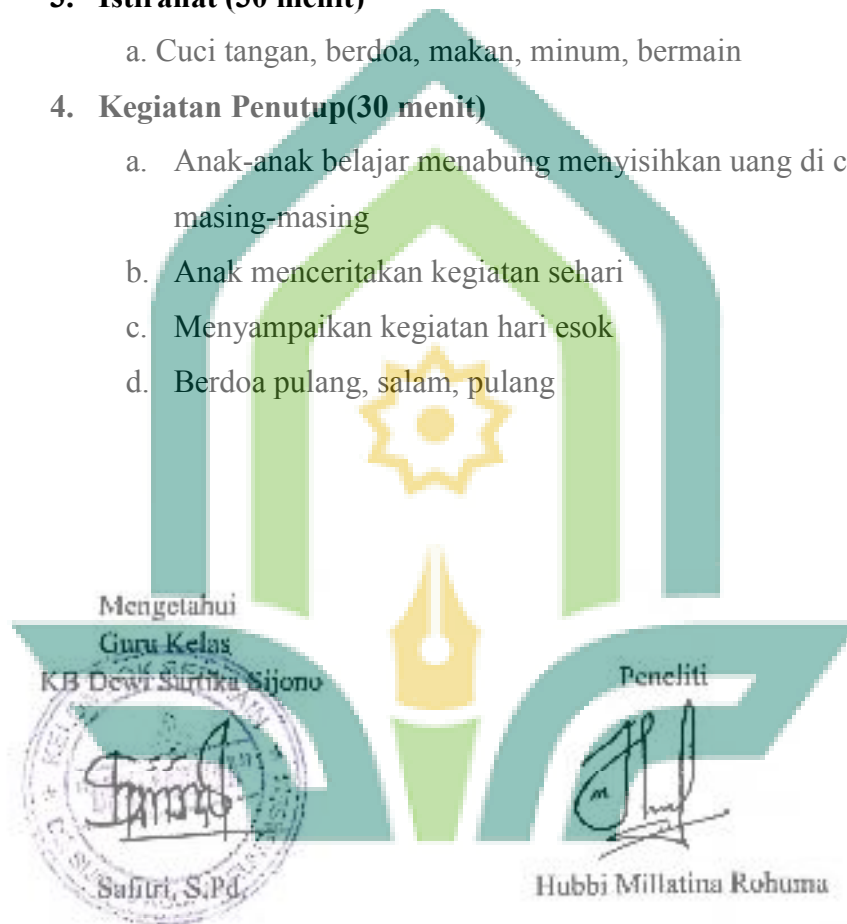 3. Istirahat (30 menit)
a. Cuci tangan, berdoa, makan, minum, bermain
4. Kegiatan Penutup(30 menit)
a. Anak-anak belajar menabung menyisihkan uang di c
masing-masing
b. Anak menceritakan kegiatan sehari
c. Menyampaikan kegiatan hari esok
d. Berdoa pulang, salam, pulang
Mengetahui
Guru Kelas
KB Dewi Sartika Sijono
Peneliti
Safitri, S.Pd.
Hubbi Millatina Rohuma